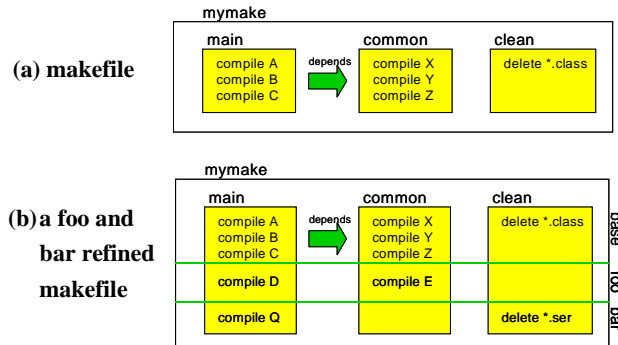 mymake
main
common
clean
(a) makefile
compile A
compile B
compile C
depends
compile X
compile Y
compile Z
delete *.class
mymake
main
common
clean
(b) a foo and
bar refined
makefile
compile A
compile B
compile C
depends
compile X
compile Y
compile Z
delete *.class
base
compile D
compile E
foo
compile Q
delete *.ser
bar